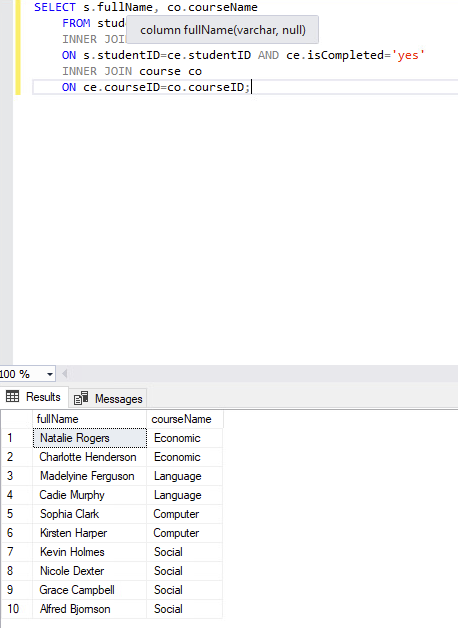 SELECT s.fullName, co.courseName
FROM stud
column fullName(varchar, null)
INNER JOI
ON s.studentID=ce.studentID AND ce.isCompleted='yes'
INNER JOIN course co
ON ce.courseID=co.courseID;
100 %
Results Messages
fullName courseName
1 Natalie Rogers Economic
2 Charlotte Henderson Economic
3 Madelyine Ferguson Language
4 Cadie Murphy Language
5 Sophia Clark Computer
6 Kirsten Harper Computer
7 Kevin Holmes Social
8 Nicole Dexter Social
9 Grace Campbell Social
10 Alfred Bjornson Social